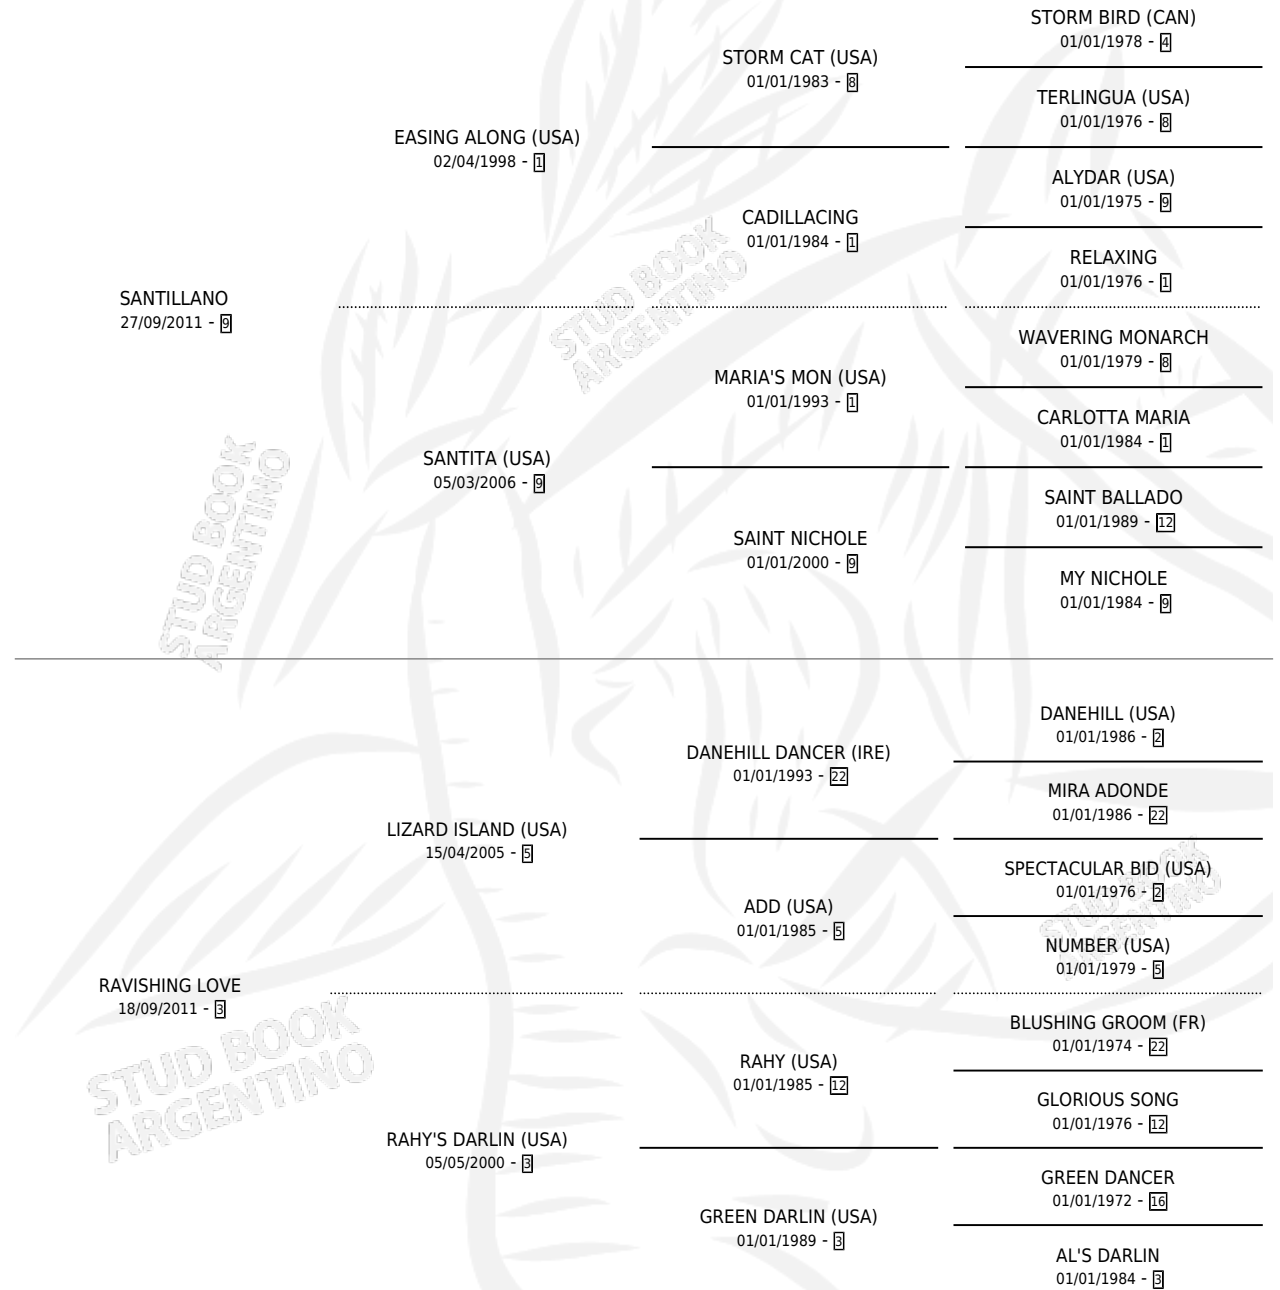 STORM BIRD (CAN)
01/01/1978 - 4
STORM CAT (USA)
01/01/1983 - 8
TERLINGUA (USA)
01/01/1976 - 8
EASING ALONG (USA)
02/04/1998 - 1
ALYDAR (USA)
01/01/1975 - 9
CADILLACING
01/01/1984 - 1
RELAXING
01/01/1976 - 1
SANTILLANO
27/09/2011 - 9
WAVERING MONARCH
01/01/1979 - 8
MARIA'S MON (USA)
01/01/1993 - 1
CARLOTTA MARIA
01/01/1984 - 1
SANTITA (USA)
05/03/2006 - 9
SAINT BALLADO
01/01/1989 - 12
SAINT NICHOLE
01/01/2000 - 9
MY NICHOLE
01/01/1984 - 9
DANEHILL (USA)
01/01/1986 - 2
DANEHILL DANCER (IRE)
01/01/1993 - 22
MIRA ADONDE
01/01/1986 - 22
LIZARD ISLAND (USA)
15/04/2005 - 5
SPECTACULAR BID (USA)
01/01/1976 - 2
ADD (USA)
01/01/1985 - 5
NUMBER (USA)
01/01/1979 - 5
RAVISHING LOVE
18/09/2011 - 3
BLUSHING GROOM (FR)
01/01/1974 - 22
RAHY (USA)
01/01/1985 - 12
GLORIOUS SONG
01/01/1976 - 12
RAHY'S DARLIN (USA)
05/05/2000 - 3
GREEN DANCER
01/01/1972 - 16
GREEN DARLIN (USA)
01/01/1989 - 3
AL'S DARLIN
01/01/1984 - 3
STUD BOOK
ARGENTINO
STUD BOOK
ARGENTINO
STUD BOOK
ARGENTINO
STUD BOOK
ARGENTINO